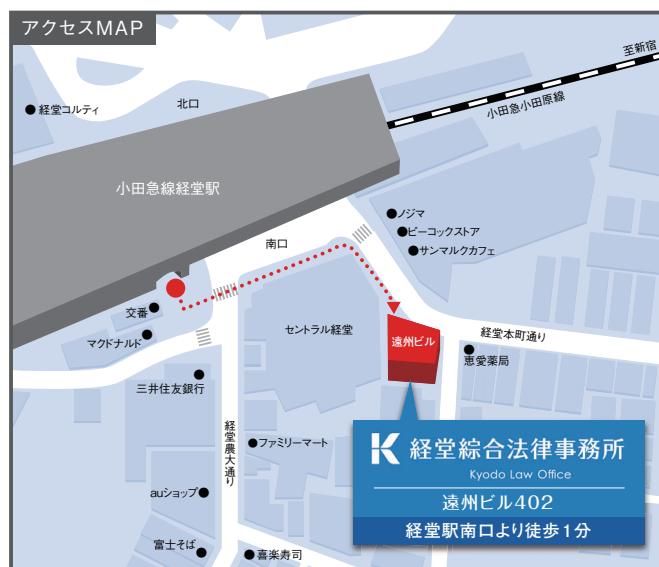 アクセスMAP
至新宿
小田急小田原線
経堂コルティ
北口
小田急線経堂駅
ノジマ
ピーコックストア
サンマルクカフェ
南口
交番
マクドナルド
セントラル経堂
遠州ビル
経堂本町通り
恵愛薬局
三井住友銀行
経堂農大通り
ファミリーマート
auショップ
富士そば
喜楽寿司
K 経堂綜合法律事務所
Kyodo Law Office
遠州ビル402
経堂駅南口より徒歩1分